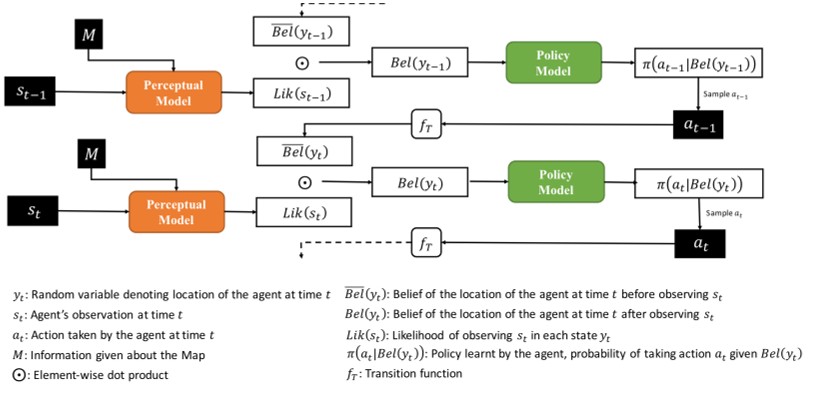 M
$\overline{Bel}(y_{t-1})$
⊙
$Bel(y_{t-1})$
Policy
Model
$\pi(a_{t-1}|Bel(y_{t-1}))$
$s_{t-1}$
Perceptual
Model
$Lik(s_{t-1})$
Sample $a_{t-1}$
$f_T$
$a_{t-1}$
M
$\overline{Bel}(y_t)$
⊙
$Bel(y_t)$
Policy
Model
$\pi(a_t|Bel(y_t))$
$s_t$
Perceptual
Model
$Lik(s_t)$
Sample $a_t$
$f_T$
$a_t$
$y_t$: Random variable denoting location of the agent at time $t$
$s_t$: Agent's observation at time $t$
$a_t$: Action taken by the agent at time $t$
$M$: Information given about the Map
⊙: Element-wise dot product
$\overline{Bel}(y_t)$: Belief of the location of the agent at time $t$ before observing $s_t$
$Bel(y_t)$: Belief of the location of the agent at time $t$ after observing $s_t$
$Lik(s_t)$: Likelihood of observing $s_t$ in each state $y_t$
$\pi(a_t|Bel(y_t))$: Policy learnt by the agent, probability of taking action $a_t$ given $Bel(y_t)$
$f_T$: Transition function